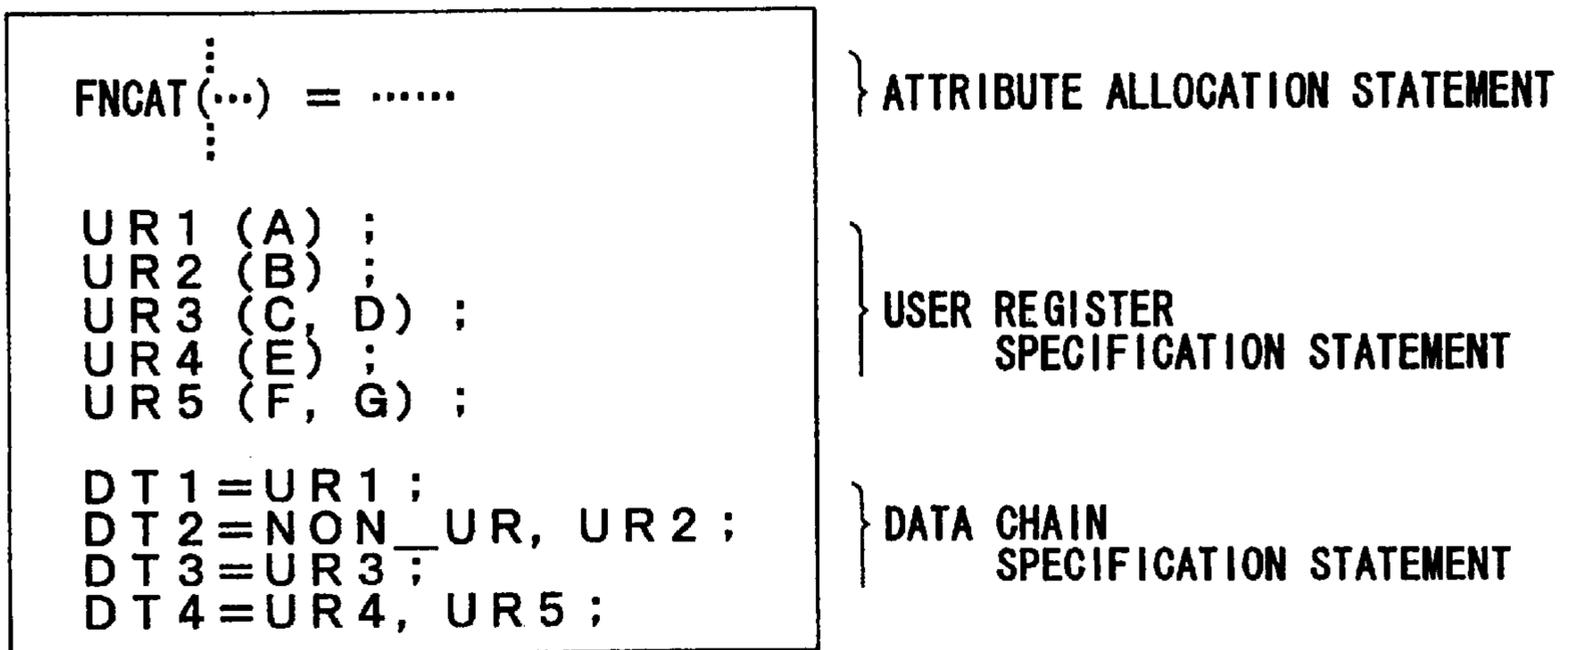 FNCAT(...) = ......
ATTRIBUTE ALLOCATION STATEMENT
UR1 (A) ;
UR2 (B) ;
UR3 (C, D) ;
UR4 (E) ;
UR5 (F, G) ;
USER REGISTER
SPECIFICATION STATEMENT
DT1=UR1 ;
DT2=NON_UR, UR2 ;
DT3=UR3 ;
DT4=UR4, UR5 ;
DATA CHAIN
SPECIFICATION STATEMENT